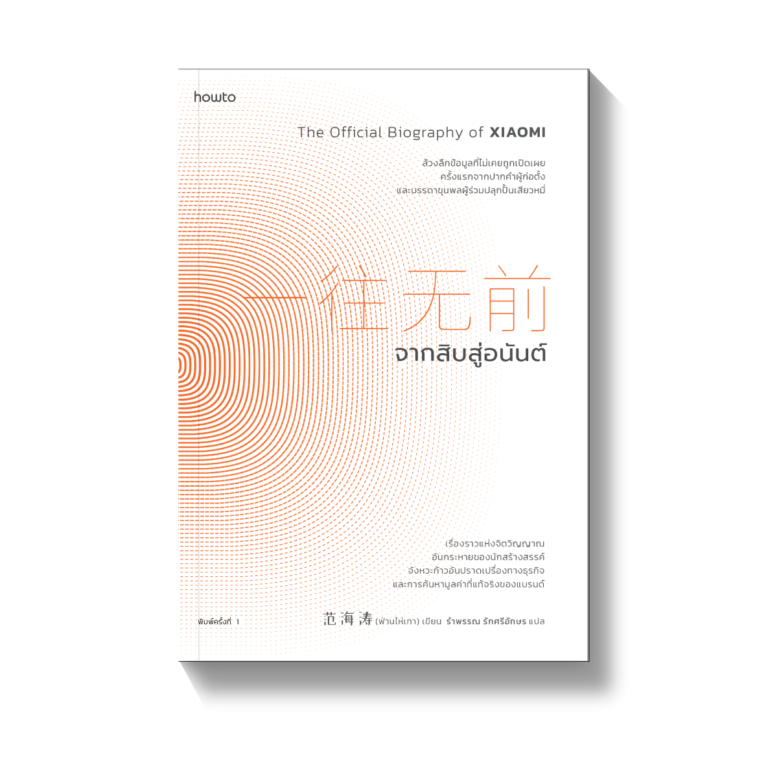 howto
The Official Biography of XIAOMI
ล้วงลึกข้อมูลที่ไม่เคยถูกเปิดเผย
ครั้งแรกจากปากคำผู้ก่อตั้ง
และบรรดาขุนพลผู้ร่วมปลุกปั้นเสียวหมี่
一往无前
จากสิบสู่อนันต์
เรื่องราวแห่งจิตวิญญาณ
อันกระหายของนักสร้างสรรค์
จังหวะก้าวอันปราดเปรื่องทางธุรกิจ
และการค้นหามูลค่าที่แท้จริงของแบรนด์
พิมพ์ครั้งที่ 1
范海涛 (ฟ่านไห่เทา) เขียน รำพรรณ รักศรีอักษร แปล